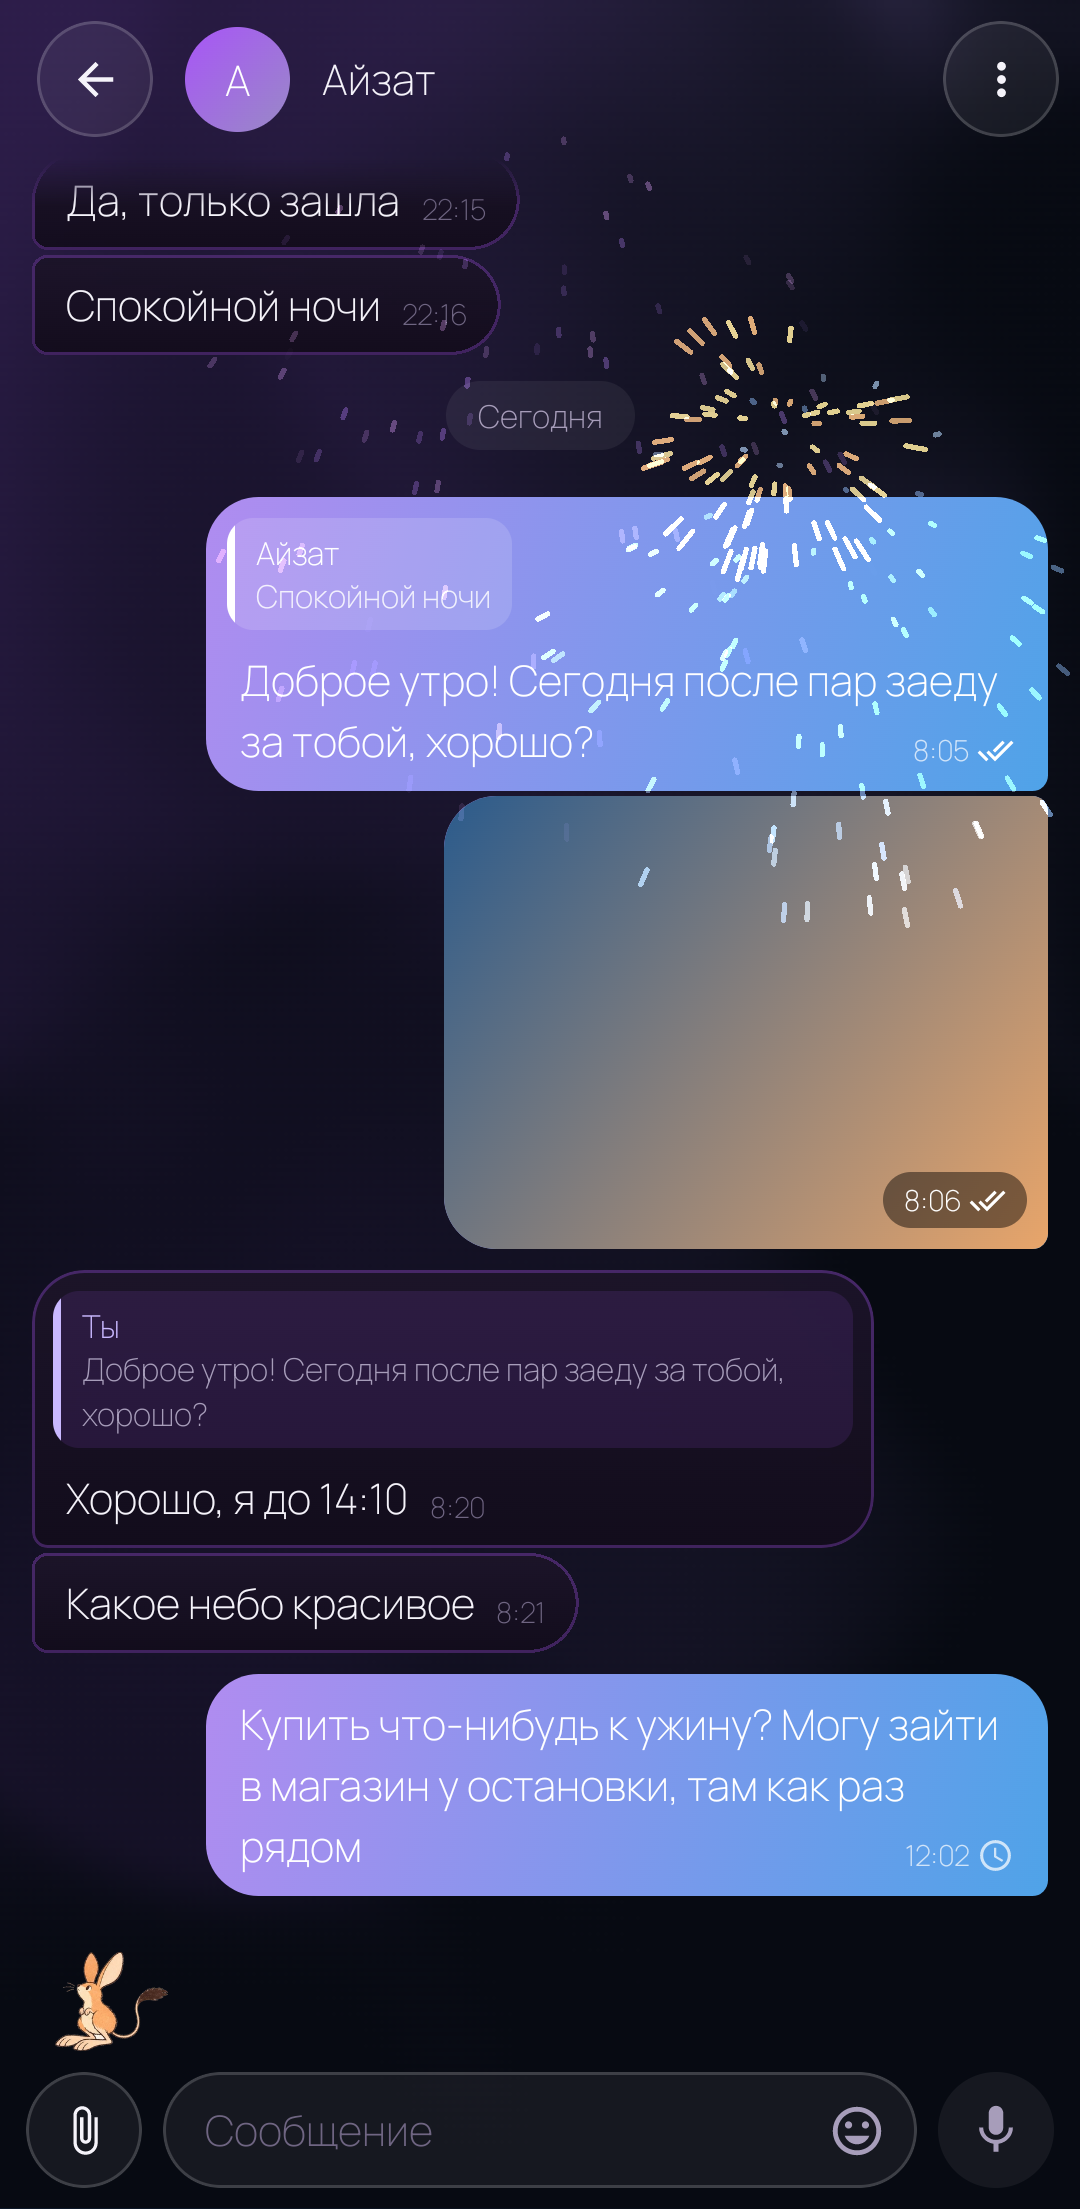 А
Айзат
Да, только зашла 22:15
Спокойной ночи 22:16
Сегодня
Айзат
Спокойной ночи
Доброе утро! Сегодня после пар заеду
за тобой, хорошо?
8:05
8:06
Ты
Доброе утро! Сегодня после пар заеду за тобой,
хорошо?
Хорошо, я до 14:10 8:20
Какое небо красивое 8:21
Купить что-нибудь к ужину? Могу зайти
в магазин у остановки, там как раз
рядом
12:02
Сообщение